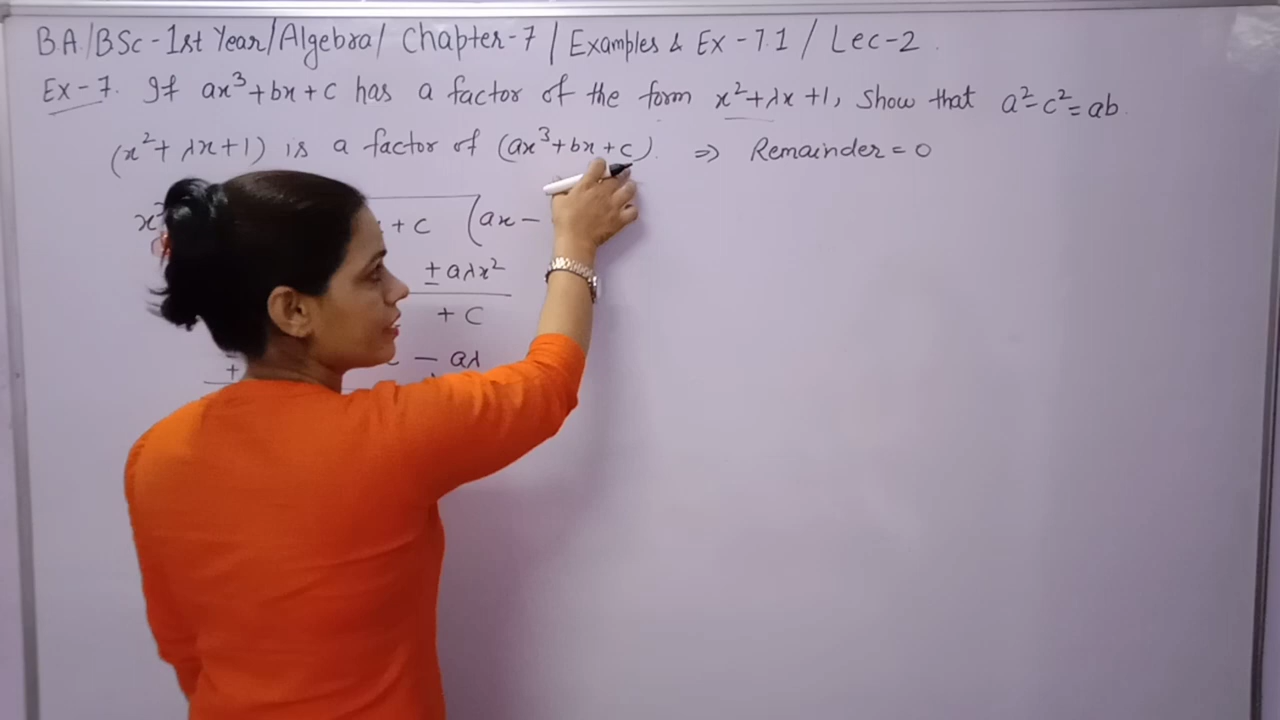 B.A./BSc-1st Year/Algebra/ Chapter-7 / Examples & Ex-7.1 / Lec-2.
Ex-7. If ax³+bx+c has a factor of the form x²+λx+1, Show that a²-c²=ab.
(x²+λx+1) is a factor of (ax³+bx+c). ⇒ Remainder=0
x² +c (ax-
± aλx²
+c
- aλ
+